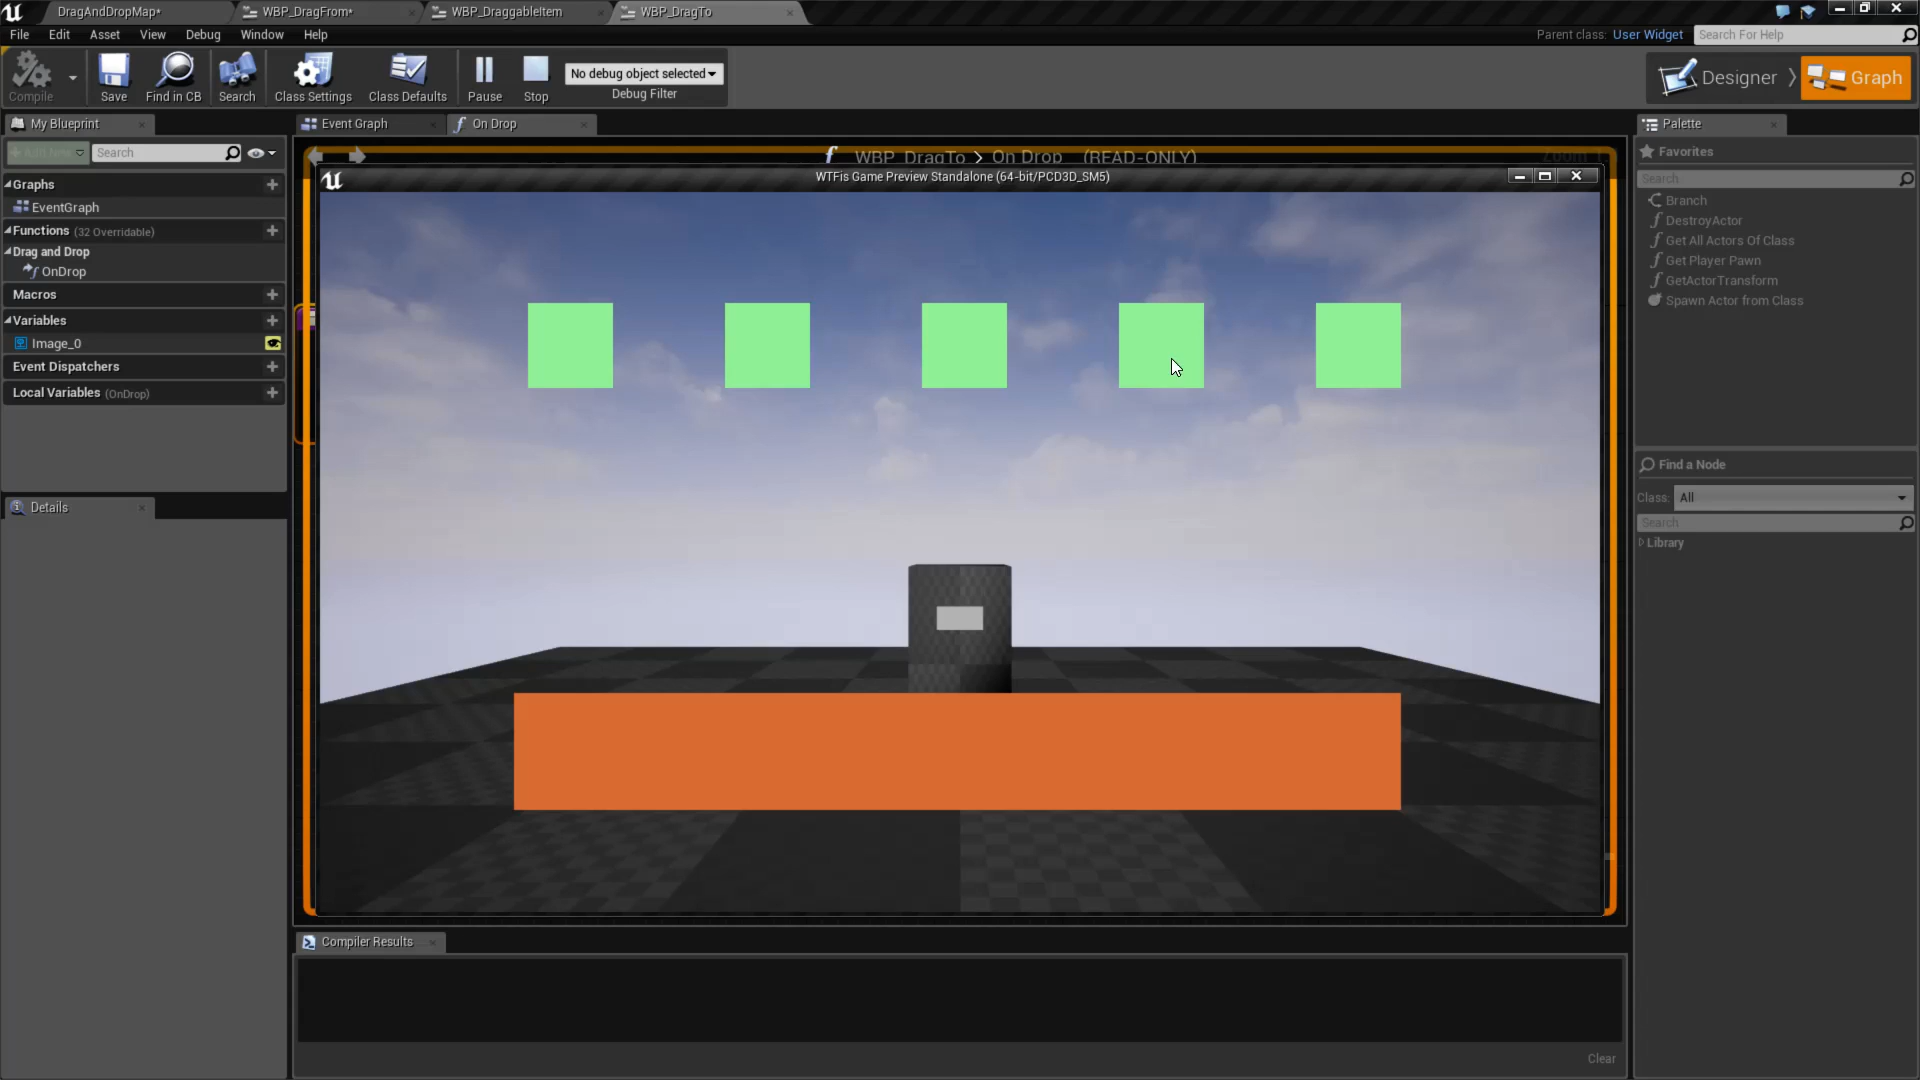 DragAndDropMap*
WBP_DragFrom*
WBP_DraggableItem
WBP_DragTo
File Edit Asset View Debug Window Help
Parent class: User Widget
Search For Help
Compile
Save
Find in CB
Search
Class Settings
Class Defaults
Pause
Stop
No debug object selected
Debug Filter
Designer
Graph
My Blueprint
Event Graph
On Drop
Palette
Add New
Search
WBP_DragTo > On Drop (READ-ONLY)
Favorites
WTFis Game Preview Standalone (64-bit/PCD3D_SM5)
Search
Graphs
EventGraph
Functions (32 Overridable)
Drag and Drop
OnDrop
Macros
Variables
Image_0
Event Dispatchers
Local Variables (OnDrop)
Branch
DestroyActor
Get All Actors Of Class
Get Player Pawn
GetActorTransform
Spawn Actor from Class
Find a Node
Class: All
Search
Library
Details
Compiler Results
Clear